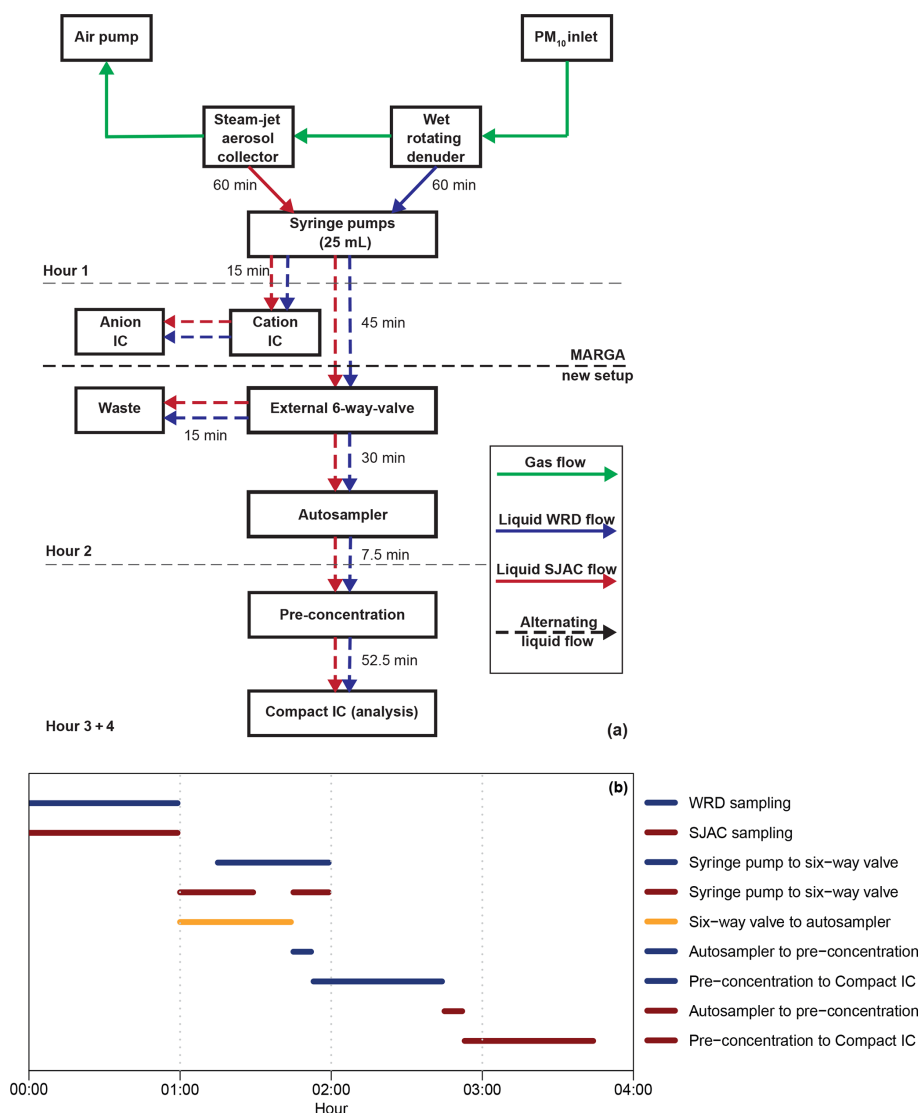 Air pump
PM10 inlet
Steam-jet
aerosol
collector
Wet
rotating
denuder
60 min
60 min
Syringe pumps
(25 mL)
Hour 1
15 min
Anion
IC
Cation
IC
45 min
MARGA
new setup
Waste
External 6-way-valve
15 min
30 min
Gas flow
Autosampler
Liquid WRD flow
Hour 2
7.5 min
Liquid SJAC flow
Pre-concentration
Alternating
liquid flow
52.5 min
Compact IC (analysis)
Hour 3 + 4
(a)
(b)
WRD sampling
SJAC sampling
Syringe pump to six−way valve
Syringe pump to six−way valve
Six−way valve to autosampler
Autosampler to pre−concentration
Pre−concentration to Compact IC
Autosampler to pre−concentration
Pre−concentration to Compact IC
00:00 01:00 02:00 03:00 04:00
Hour